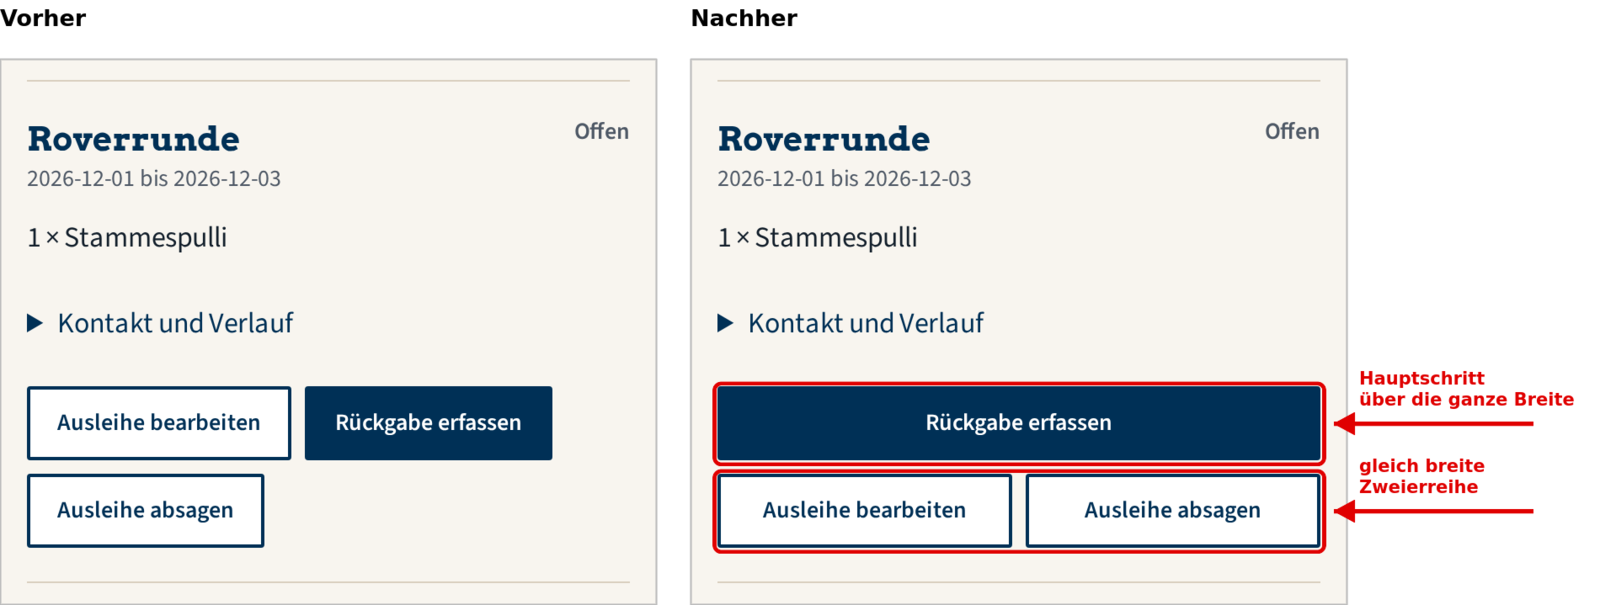 Vorher
Roverrunde
Offen
2026-12-01 bis 2026-12-03
1 × Stammespulli
Kontakt und Verlauf
Ausleihe bearbeiten
Rückgabe erfassen
Ausleihe absagen
Nachher
Roverrunde
Offen
2026-12-01 bis 2026-12-03
1 × Stammespulli
Kontakt und Verlauf
Rückgabe erfassen
Ausleihe bearbeiten
Ausleihe absagen
Hauptschritt
über die ganze Breite
gleich breite
Zweierreihe